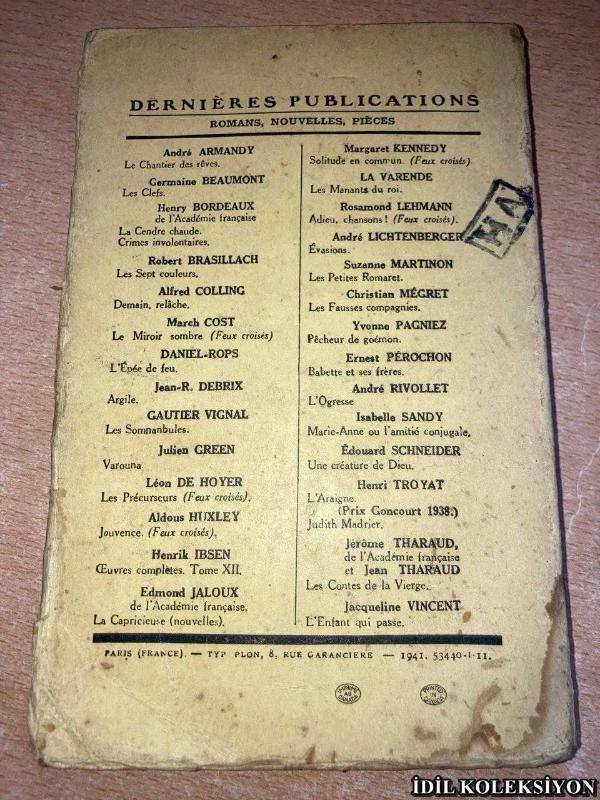 DERNIÈRES PUBLICATIONS
ROMANS, NOUVELLES, PIÈCES
André ARMANDY
Le Chantier des rêves.
Germaine BEAUMONT
Les Clefs.
Henry BORDEAUX
de l'Académie française
La Cendre chaude.
Crimes involontaires.
Robert BRASILLACH
Les Sept couleurs.
Alfred COLLING
Demain, relâche.
March COST
Le Miroir sombre (Feux croisés)
DANIEL-ROPS
L'Épée de feu.
Jean-R. DEBRIX
Argile.
GAUTIER VIGNAL
Les Somnanbules.
Julien GREEN
Varouna
Léon DE HOYER
Les Précurseurs (Feux croisés).
Aldous HUXLEY
Jouvence. (Feux croisés).
Henrik IBSEN
Œuvres complètes. Tome XII.
Edmond JALOUX
de l'Académie française.
La Capricieuse (nouvelles).
Margaret KENNEDY
Solitude en commun. (Feux croisés)
LA VARENDE
Les Manants du roi.
Rosamond LEHMANN
Adieu, chansons! (Feux croisés).
André LICHTENBERGER
Évasions.
Suzanne MARTINON
Les Petites Romaret.
Christian MÉGRET
Les Fausses compagnies.
Yvonne PAGNIEZ
Pêcheur de goémon.
Ernest PÉROCHON
Babette et ses frères.
André RIVOLLET
L'Ogresse
Isabelle SANDY
Marie-Anne ou l'amitié conjugale.
Édouard SCHNEIDER
Une créature de Dieu.
Henri TROYAT
L'Araigne.
(Prix Goncourt 1938.)
Judith Madrier.
Jérôme THARAUD,
de l'Académie française
et Jean THARAUD
Les Contes de la Vierge.
Jacqueline VINCENT
L'Enfant qui passe.
PARIS (FRANCE). — TYP PLON, 8, RUE GARANCIÈRE — 1941. 53440-I-II.
IMPRIMÉ AU CANADA
PRINTED IN CANADA
İDİL KOLEKSİYON